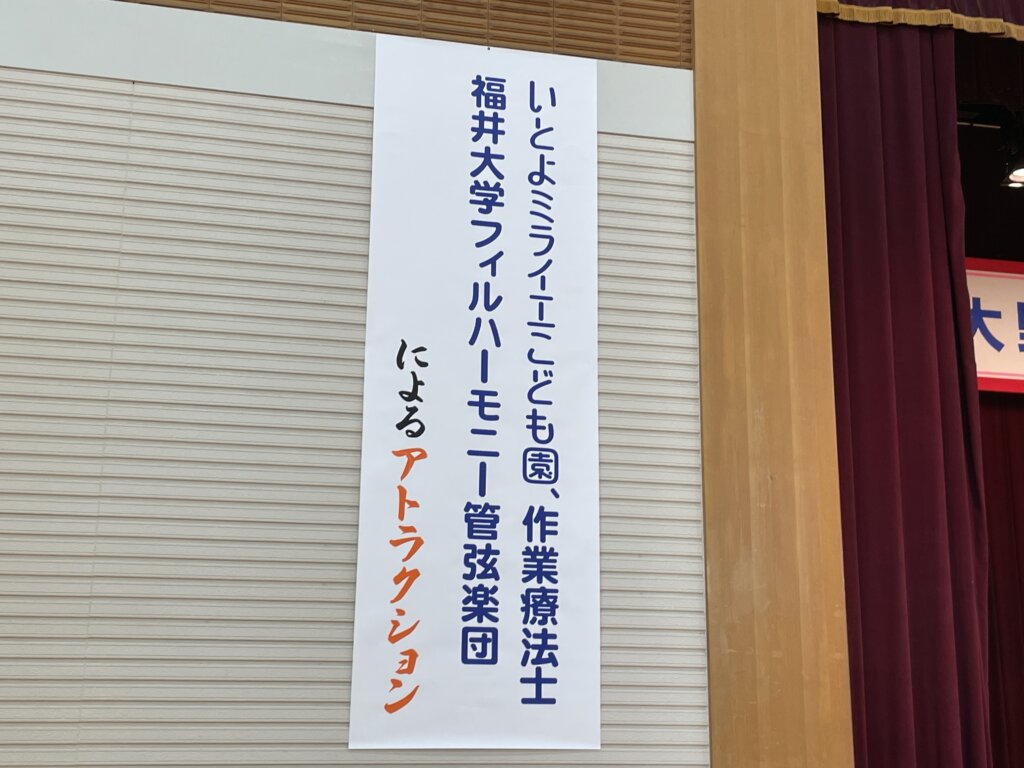 いとよミライエこども園、作業療法士
福井大学フィルハーモニー管弦楽団
によるアトラクション
大